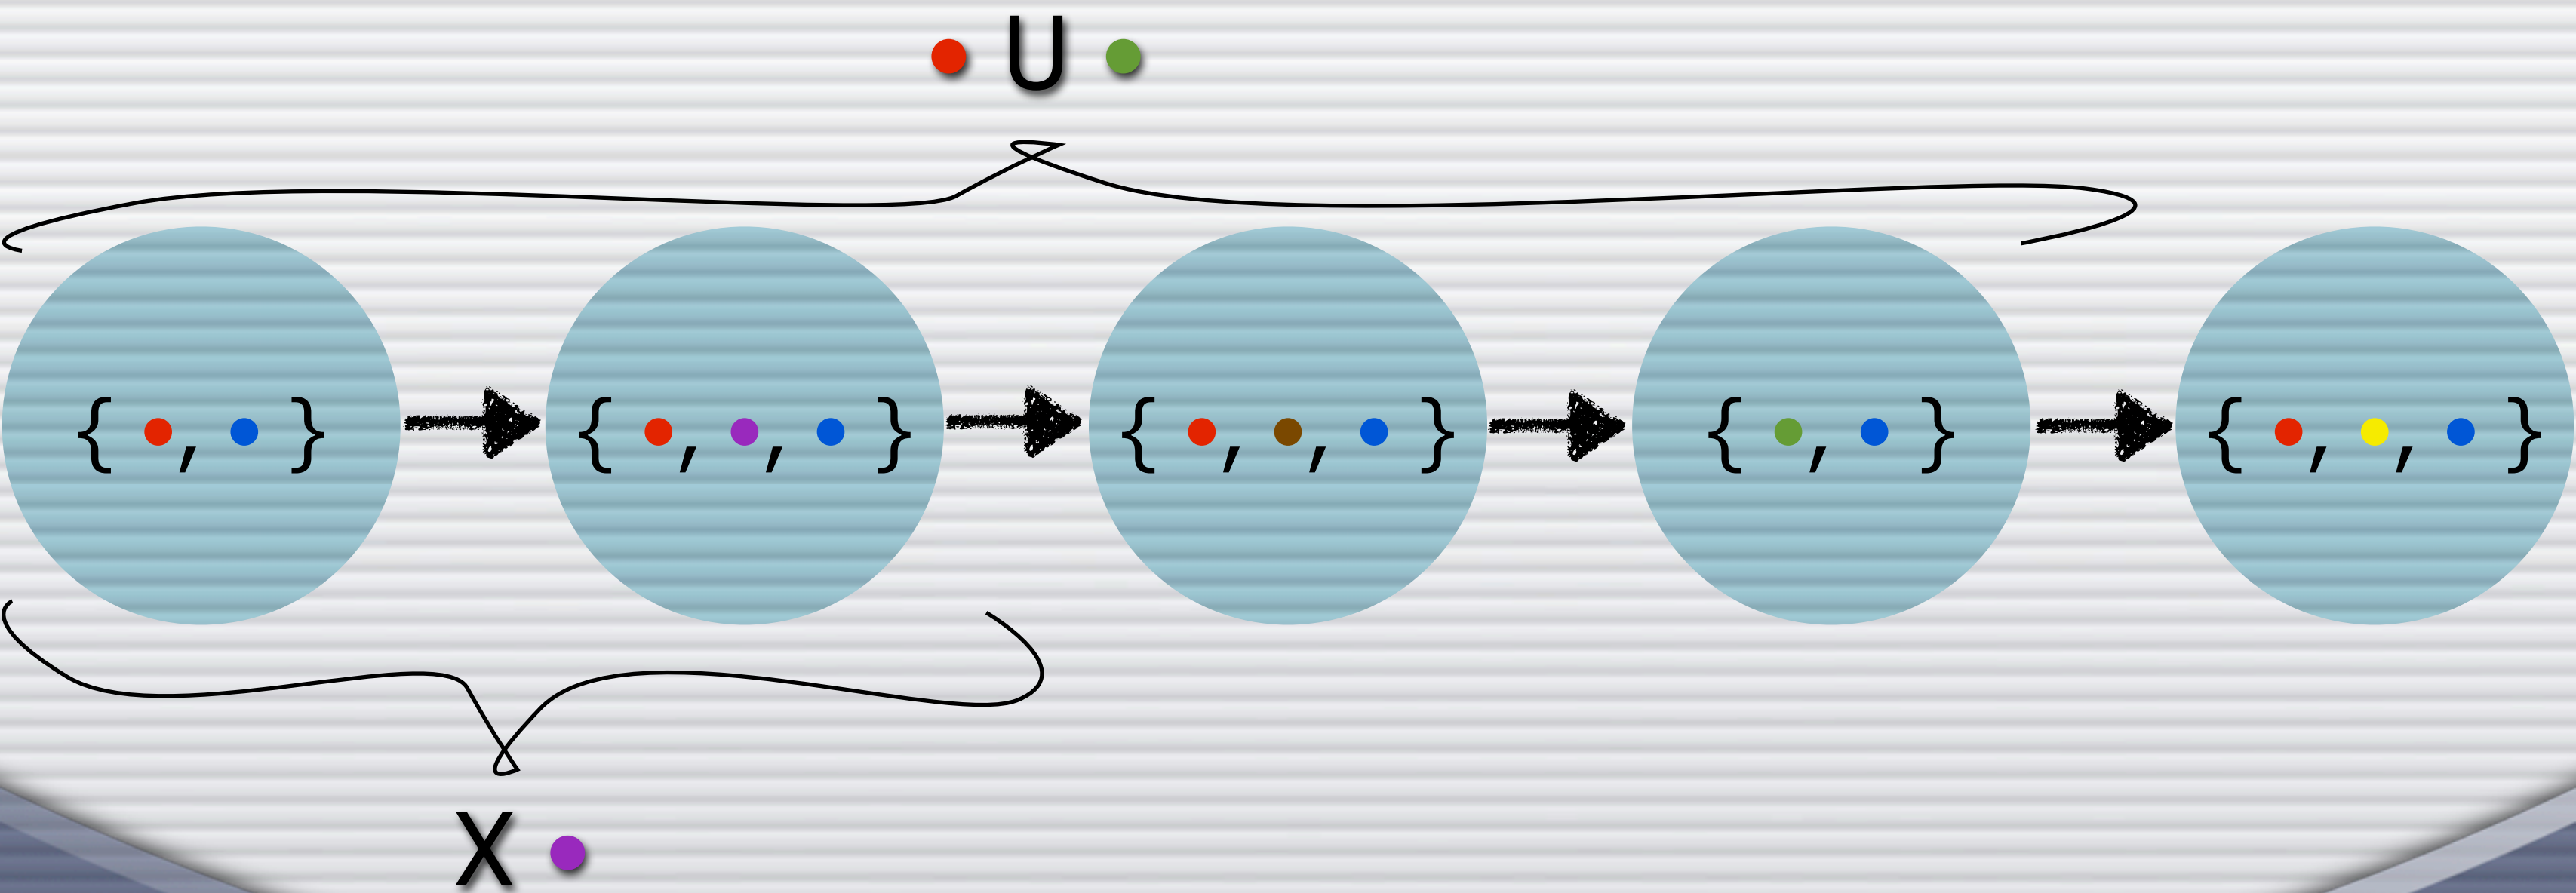 U
{ , } { , , } { , , } { , } { , , }
X